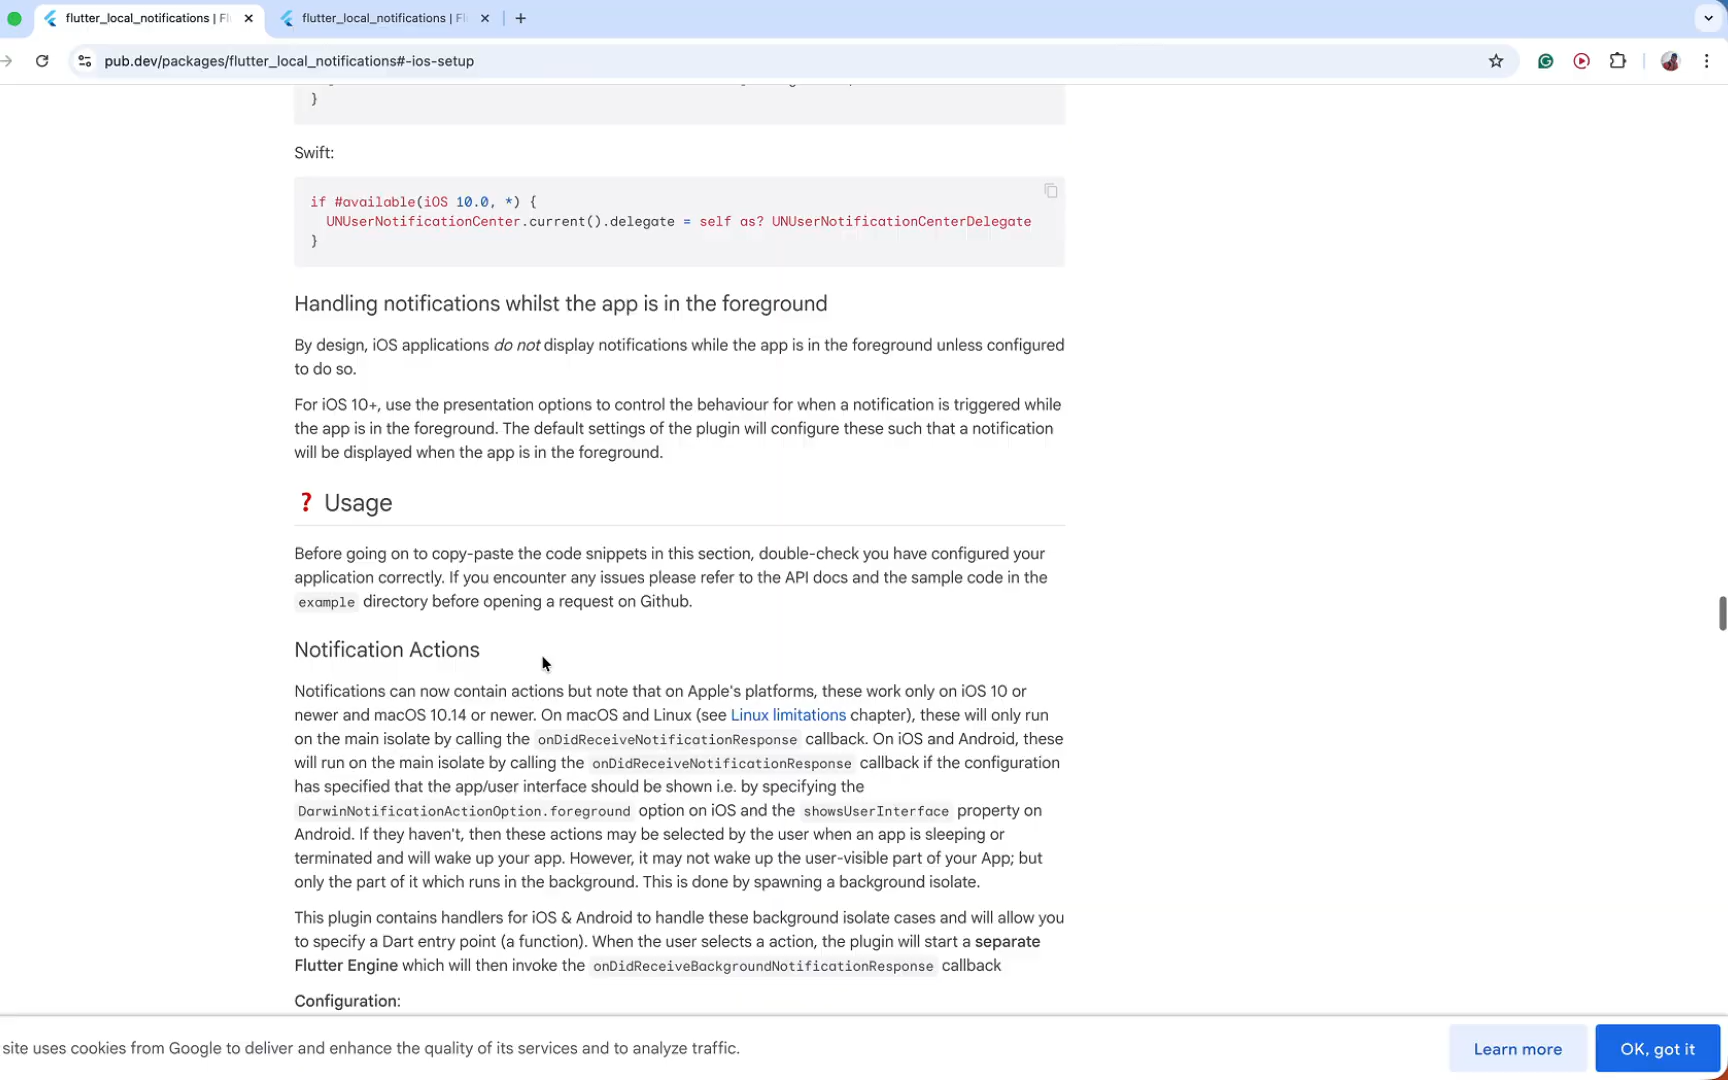 flutter_local_notifications | Fl
flutter_local_notifications | Fl
pub.dev/packages/flutter_local_notifications#-ios-setup
}
Swift:
if #available(iOS 10.0, *) {
UNUserNotificationCenter.current().delegate = self as? UNUserNotificationCenterDelegate
}
Handling notifications whilst the app is in the foreground
By design, iOS applications do not display notifications while the app is in the foreground unless configured
to do so.
For iOS 10+, use the presentation options to control the behaviour for when a notification is triggered while
the app is in the foreground. The default settings of the plugin will configure these such that a notification
will be displayed when the app is in the foreground.
❓ Usage
Before going on to copy-paste the code snippets in this section, double-check you have configured your
application correctly. If you encounter any issues please refer to the API docs and the sample code in the
example directory before opening a request on Github.
Notification Actions
Notifications can now contain actions but note that on Apple's platforms, these work only on iOS 10 or
newer and macOS 10.14 or newer. On macOS and Linux (see Linux limitations chapter), these will only run
on the main isolate by calling the onDidReceiveNotificationResponse callback. On iOS and Android, these
will run on the main isolate by calling the onDidReceiveNotificationResponse callback if the configuration
has specified that the app/user interface should be shown i.e. by specifying the
DarwinNotificationActionOption.foreground option on iOS and the showsUserInterface property on
Android. If they haven't, then these actions may be selected by the user when an app is sleeping or
terminated and will wake up your app. However, it may not wake up the user-visible part of your App; but
only the part of it which runs in the background. This is done by spawning a background isolate.
This plugin contains handlers for iOS & Android to handle these background isolate cases and will allow you
to specify a Dart entry point (a function). When the user selects a action, the plugin will start a separate
Flutter Engine which will then invoke the onDidReceiveBackgroundNotificationResponse callback
Configuration:
site uses cookies from Google to deliver and enhance the quality of its services and to analyze traffic.
Learn more
OK, got it